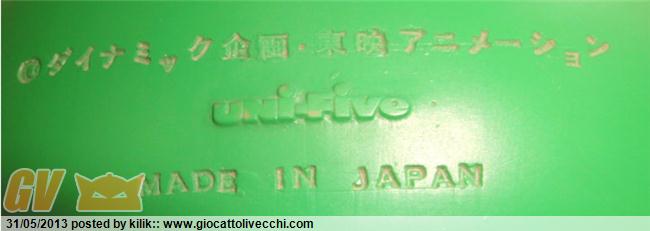 ©ダイナミック企画・東映アニメーション
UNI-FIVE
MADE IN JAPAN
GV
31/05/2013 posted by kilik:: www.giocattolivecchi.com